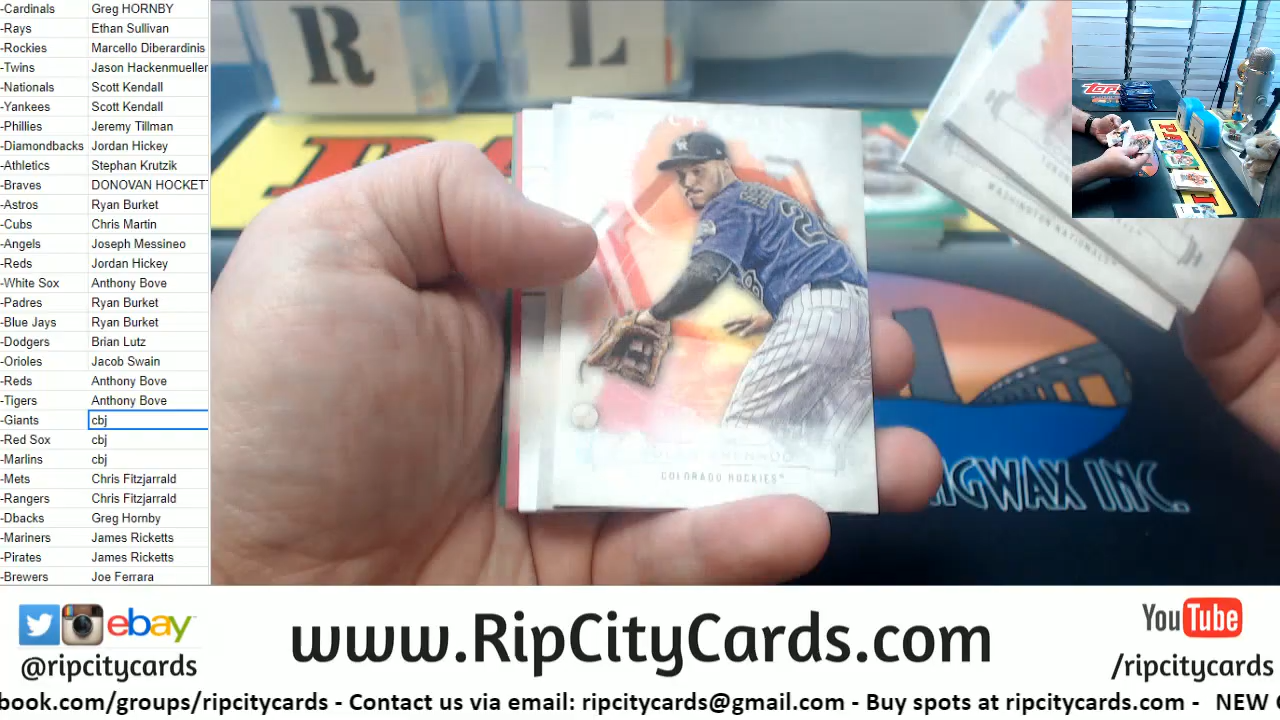 -Cardinals Greg HORNBY
-Rays Ethan Sullivan
-Rockies Marcello Diberardinis
-Twins Jason Hackenmueller
-Nationals Scott Kendall
-Yankees Scott Kendall
-Phillies Jeremy Tillman
-Diamondbacks Jordan Hickey
-Athletics Stephan Krutzik
-Braves DONOVAN HOCKETT
-Astros Ryan Burket
-Cubs Chris Martin
-Angels Joseph Messineo
-Reds Jordan Hickey
-White Sox Anthony Bove
-Padres Ryan Burket
-Blue Jays Ryan Burket
-Dodgers Brian Lutz
-Orioles Jacob Swain
-Reds Anthony Bove
-Tigers Anthony Bove
-Giants cbj
-Red Sox cbj
-Marlins cbj
-Mets Chris Fitzjarrald
-Rangers Chris Fitzjarrald
-Dbacks Greg Hornby
-Mariners James Ricketts
-Pirates James Ricketts
-Brewers Joe Ferrara
R L
COLORADO ROCKIES
WASHINGTON NATIONALS
IGWAX INC.
ebay
@ripcitycards
www.RipCityCards.com
YouTube
/ripcitycards
book.com/groups/ripcitycards - Contact us via email: ripcitycards@gmail.com - Buy spots at ripcitycards.com - NEW